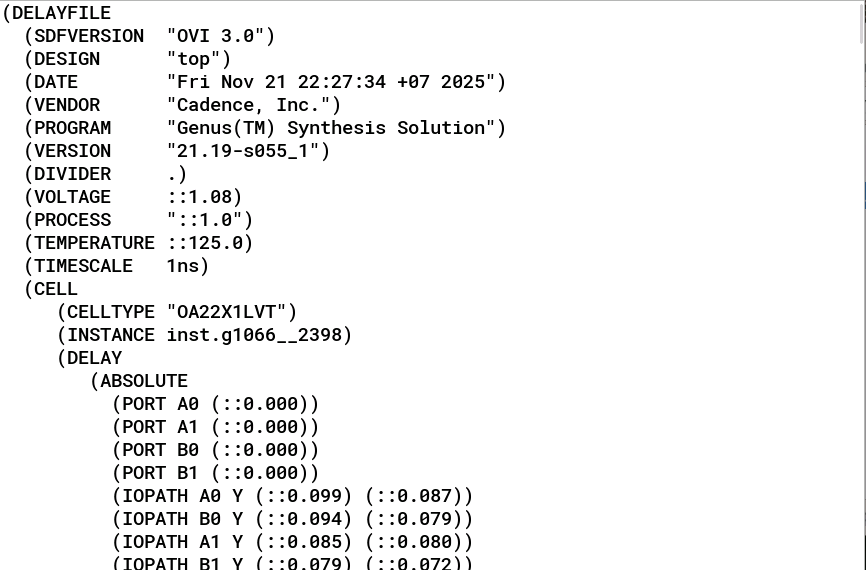 (DELAYFILE
  (SDFVERSION  "OVI 3.0")
  (DESIGN      "top")
  (DATE        "Fri Nov 21 22:27:34 +07 2025")
  (VENDOR      "Cadence, Inc.")
  (PROGRAM     "Genus(TM) Synthesis Solution")
  (VERSION     "21.19-s055_1")
  (DIVIDER     .)
  (VOLTAGE     ::1.08)
  (PROCESS     "::1.0")
  (TEMPERATURE ::125.0)
  (TIMESCALE   1ns)
  (CELL
     (CELLTYPE "OA22X1LVT")
     (INSTANCE inst.g1066__2398)
     (DELAY
        (ABSOLUTE
          (PORT A0 (::0.000))
          (PORT A1 (::0.000))
          (PORT B0 (::0.000))
          (PORT B1 (::0.000))
          (IOPATH A0 Y (::0.099) (::0.087))
          (IOPATH B0 Y (::0.094) (::0.079))
          (IOPATH A1 Y (::0.085) (::0.080))
          (IOPATH B1 Y (::0.079) (::0.072))